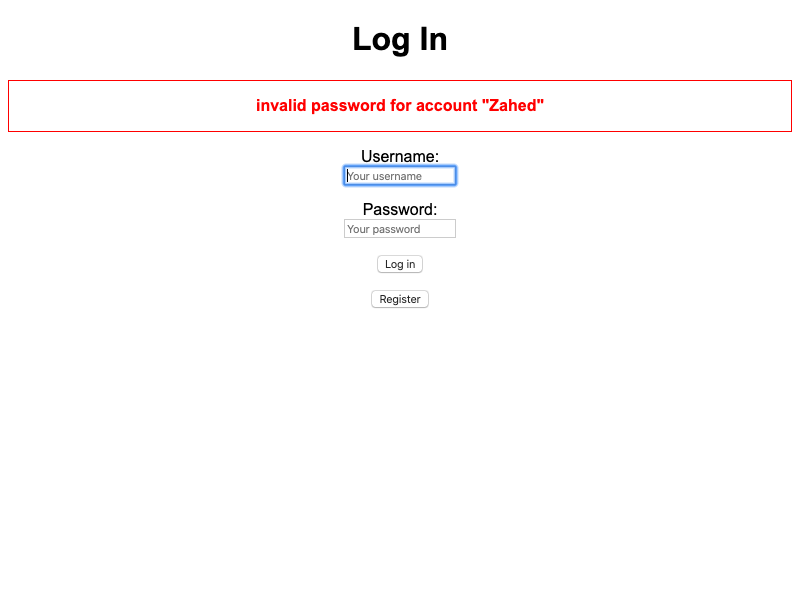 Log In
invalid password for account "Zahed"
Username:
Your username
Password:
Your password
Log in
Register